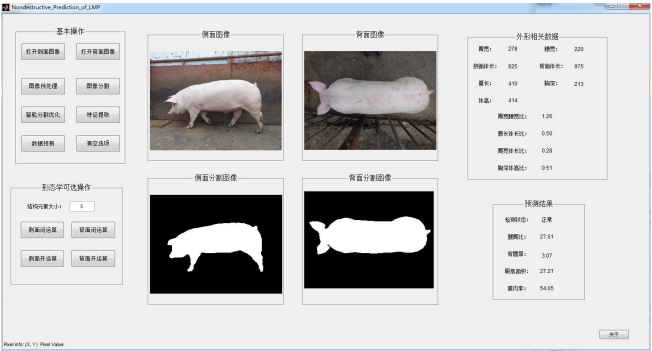 Nondestructive_Prediction_of_LMP
基本操作
打开侧面图像 打开背面图像
图像预处理 图像分割
智能分割优化 特征提取
数据预测 清空选项
形态学可选操作
结构元素大小: 5
侧面闭运算 背面闭运算
侧面开运算 背面开运算
侧面图像
背面图像
侧面分割图像
背面分割图像
外形相关数据
臀宽: 279 腰宽: 220
侧面体长: 825 背面体长: 975
躯长: 410 胸深: 213
体高: 414
臀宽腰宽比: 1.26
躯长体长比: 0.50
臀宽体长比: 0.28
胸深体高比: 0.51
预测结果
检测状态: 正常
腿臀比: 27.61
背膘厚: 3.07
眼肌面积: 27.21
瘦肉率: 54.05
关于
Pixel info: (X, Y) Pixel Value